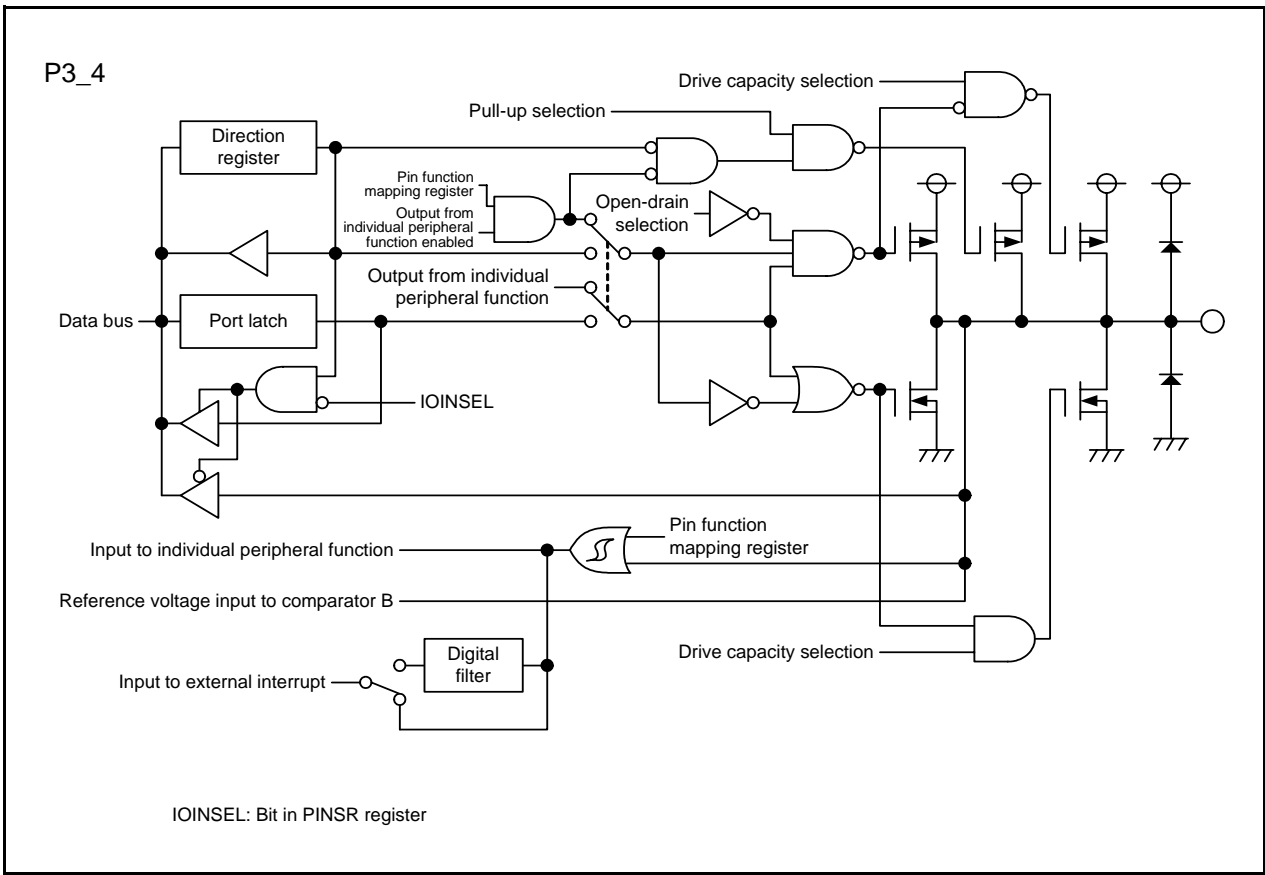 P3_4
Drive capacity selection
Pull-up selection
Direction
register
Pin function
mapping register
Output from
individual peripheral
function enabled
Open-drain
selection
Output from individual
peripheral function
Data bus
Port latch
IOINSEL
Pin function
mapping register
Input to individual peripheral function
Reference voltage input to comparator B
Digital
filter
Drive capacity selection
Input to external interrupt
IOINSEL: Bit in PINSR register